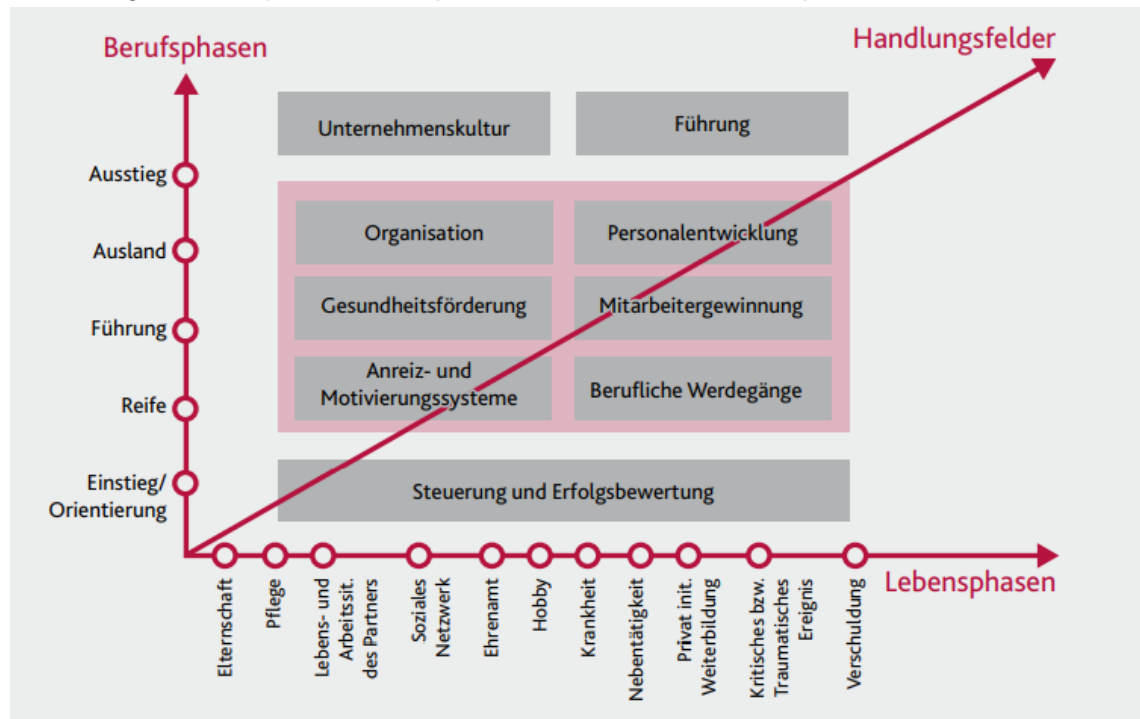 Berufsphasen
Handlungsfelder
Unternehmenskultur
Führung
Ausstieg
Organisation
Personalentwicklung
Ausland
Gesundheitsförderung
Mitarbeitergewinnung
Führung
Anreiz- und
Motivierungssysteme
Berufliche Werdegänge
Reife
Einstieg/
Orientierung
Steuerung und Erfolgsbewertung
Lebensphasen
Elternschaft
Pflege
Lebens- und
Arbeitssit.
des Partners
Soziales
Netzwerk
Ehrenamt
Hobby
Krankheit
Nebentätigkeit
Privat init.
Weiterbildung
Kritisches bzw.
Traumatisches
Ereignis
Verschuldung